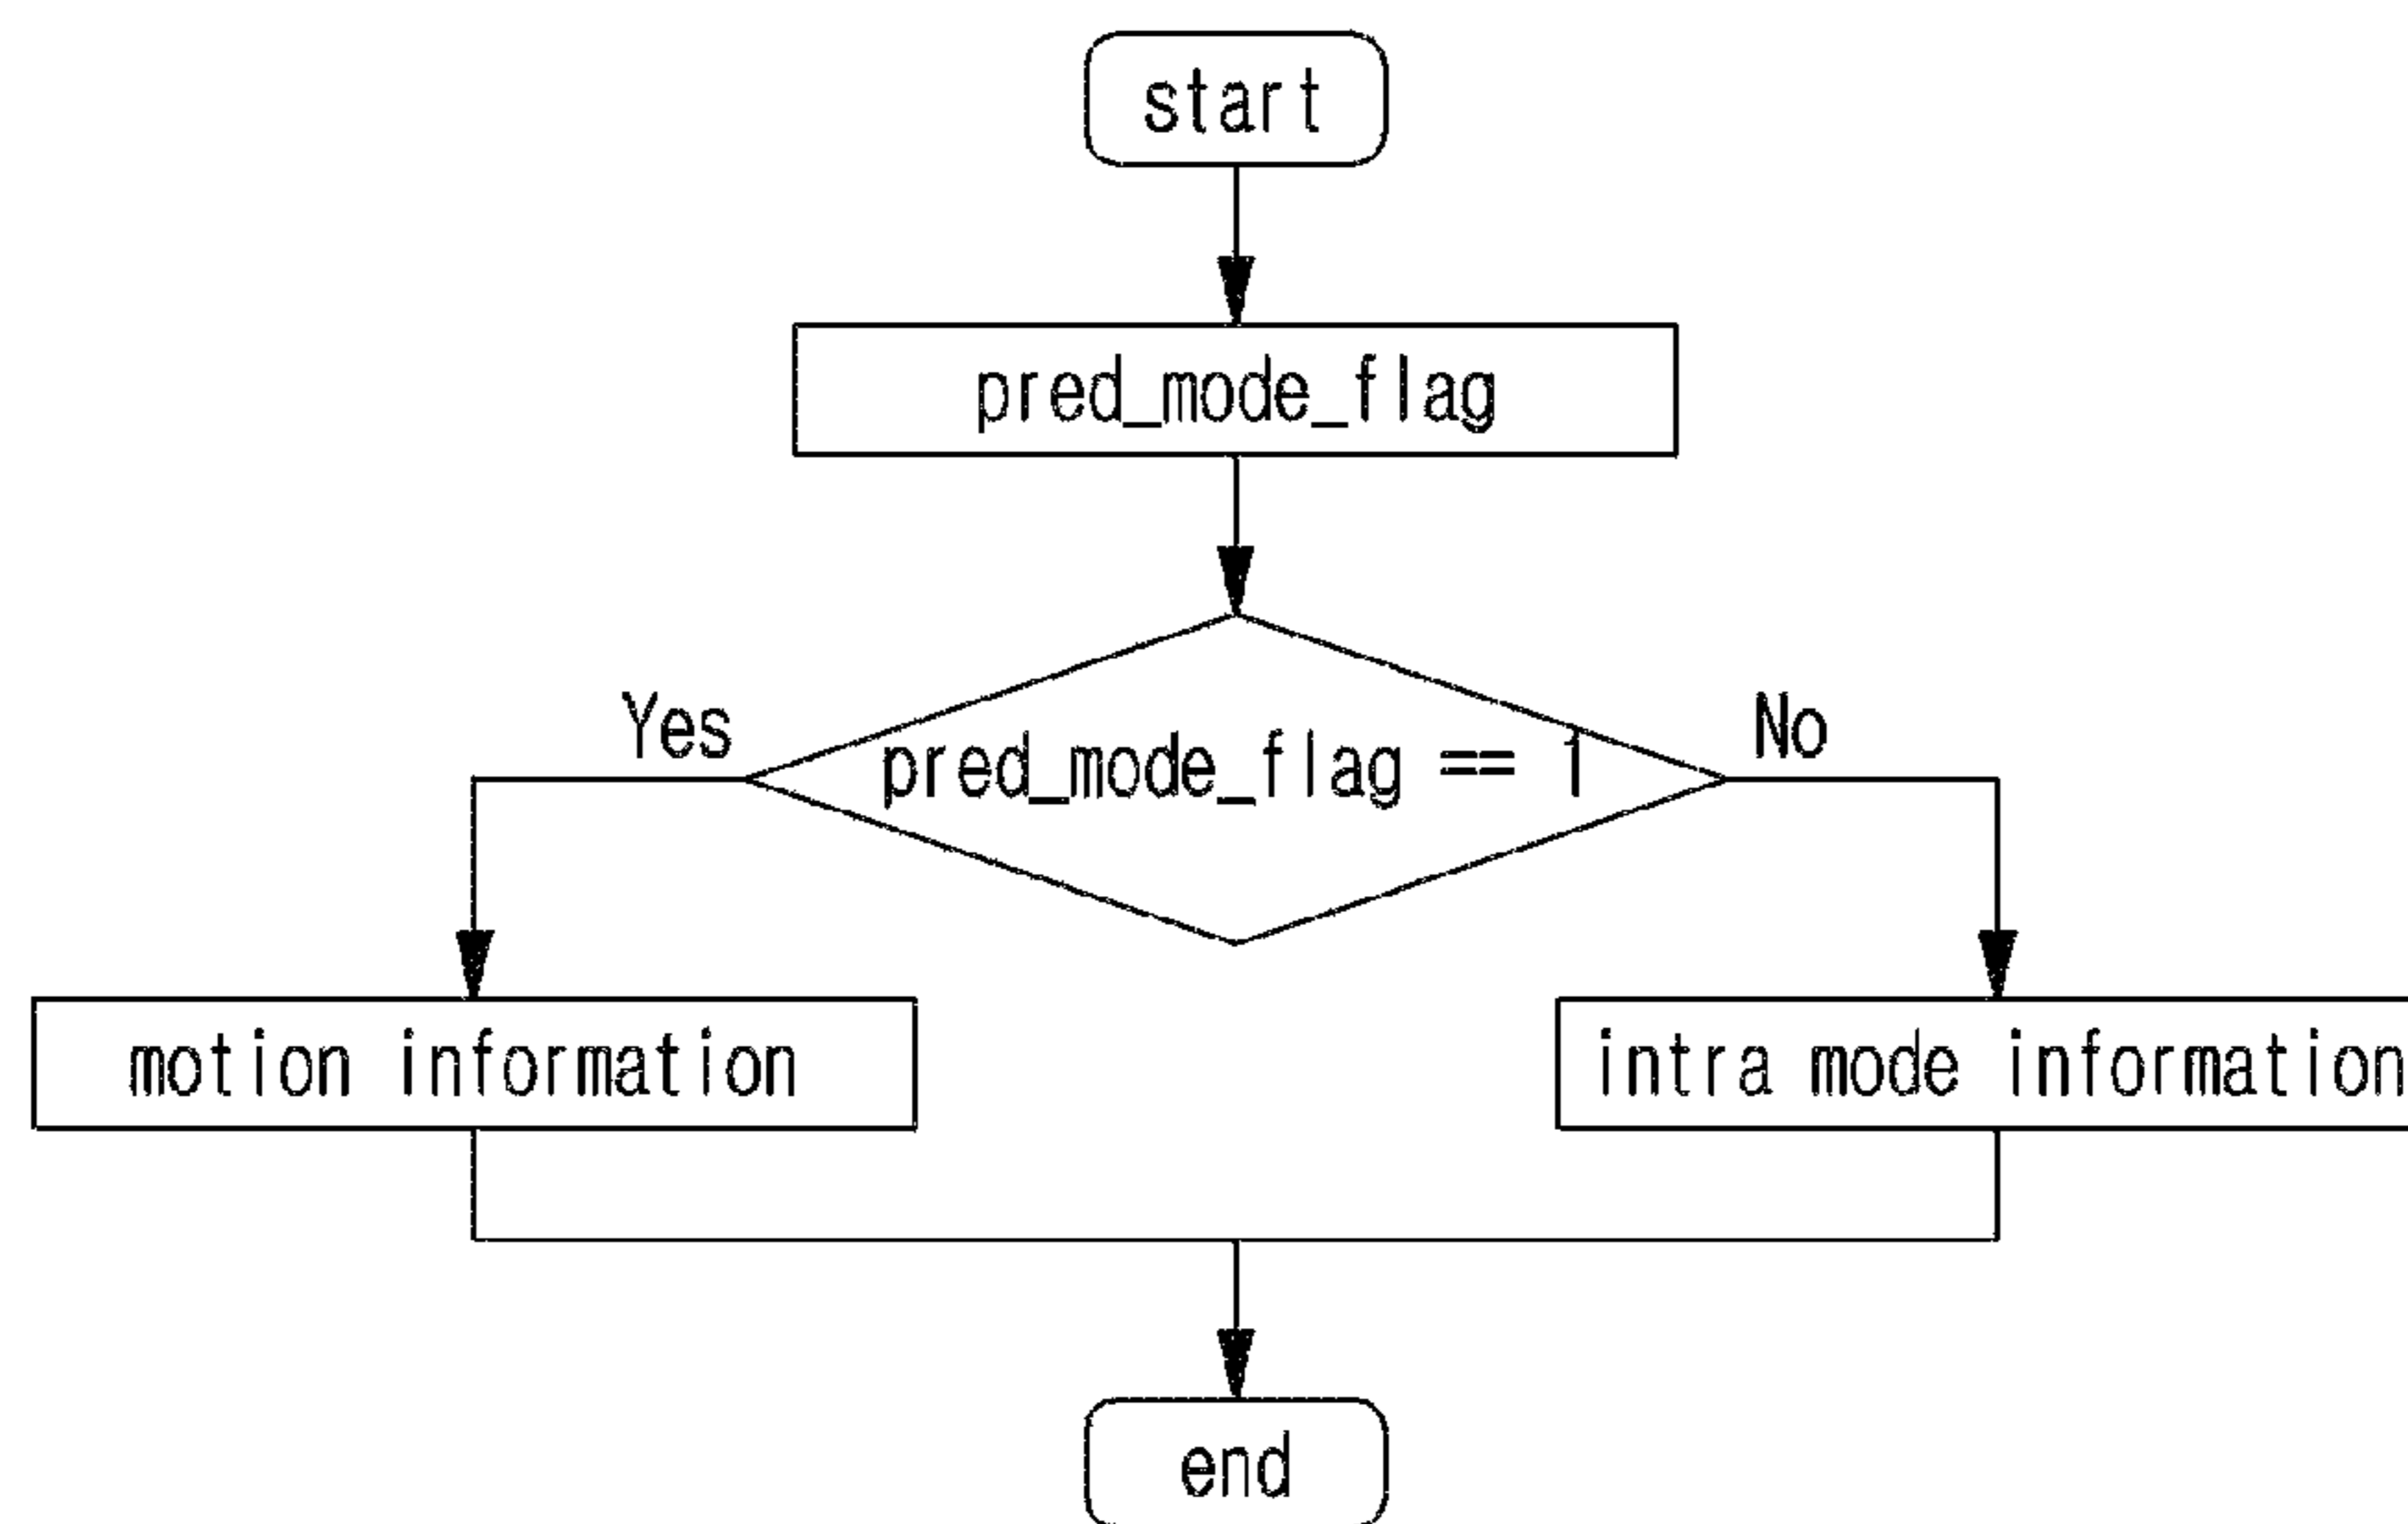 start
pred_mode_flag
Yes
pred_mode_flag == 1
No
motion information
intra mode information
end